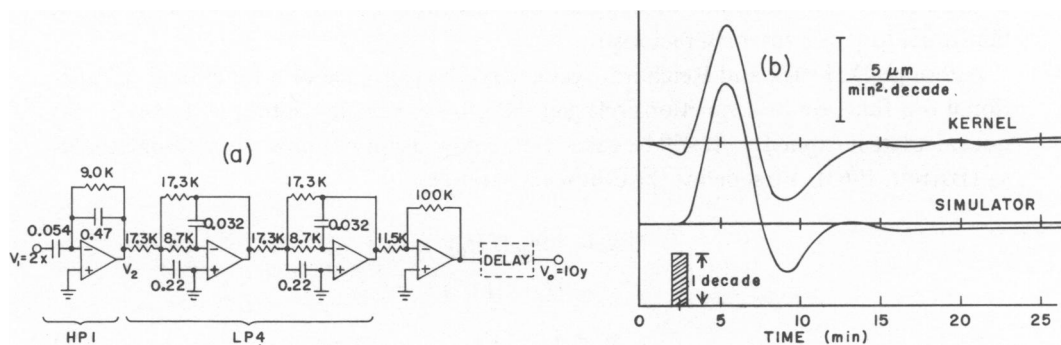 (a)
9.0K
0.47
0.054
V₁=2x
V₂
17.3K
17.3K
8.7K
0.032
0.22
17.3K
17.3K
8.7K
0.032
0.22
11.5K
100K
DELAY
V₀=10y
HP1
LP4
(b)
5 μm
min²·decade
KERNEL
SIMULATOR
1 decade
0
5
10
15
20
25
TIME (min)